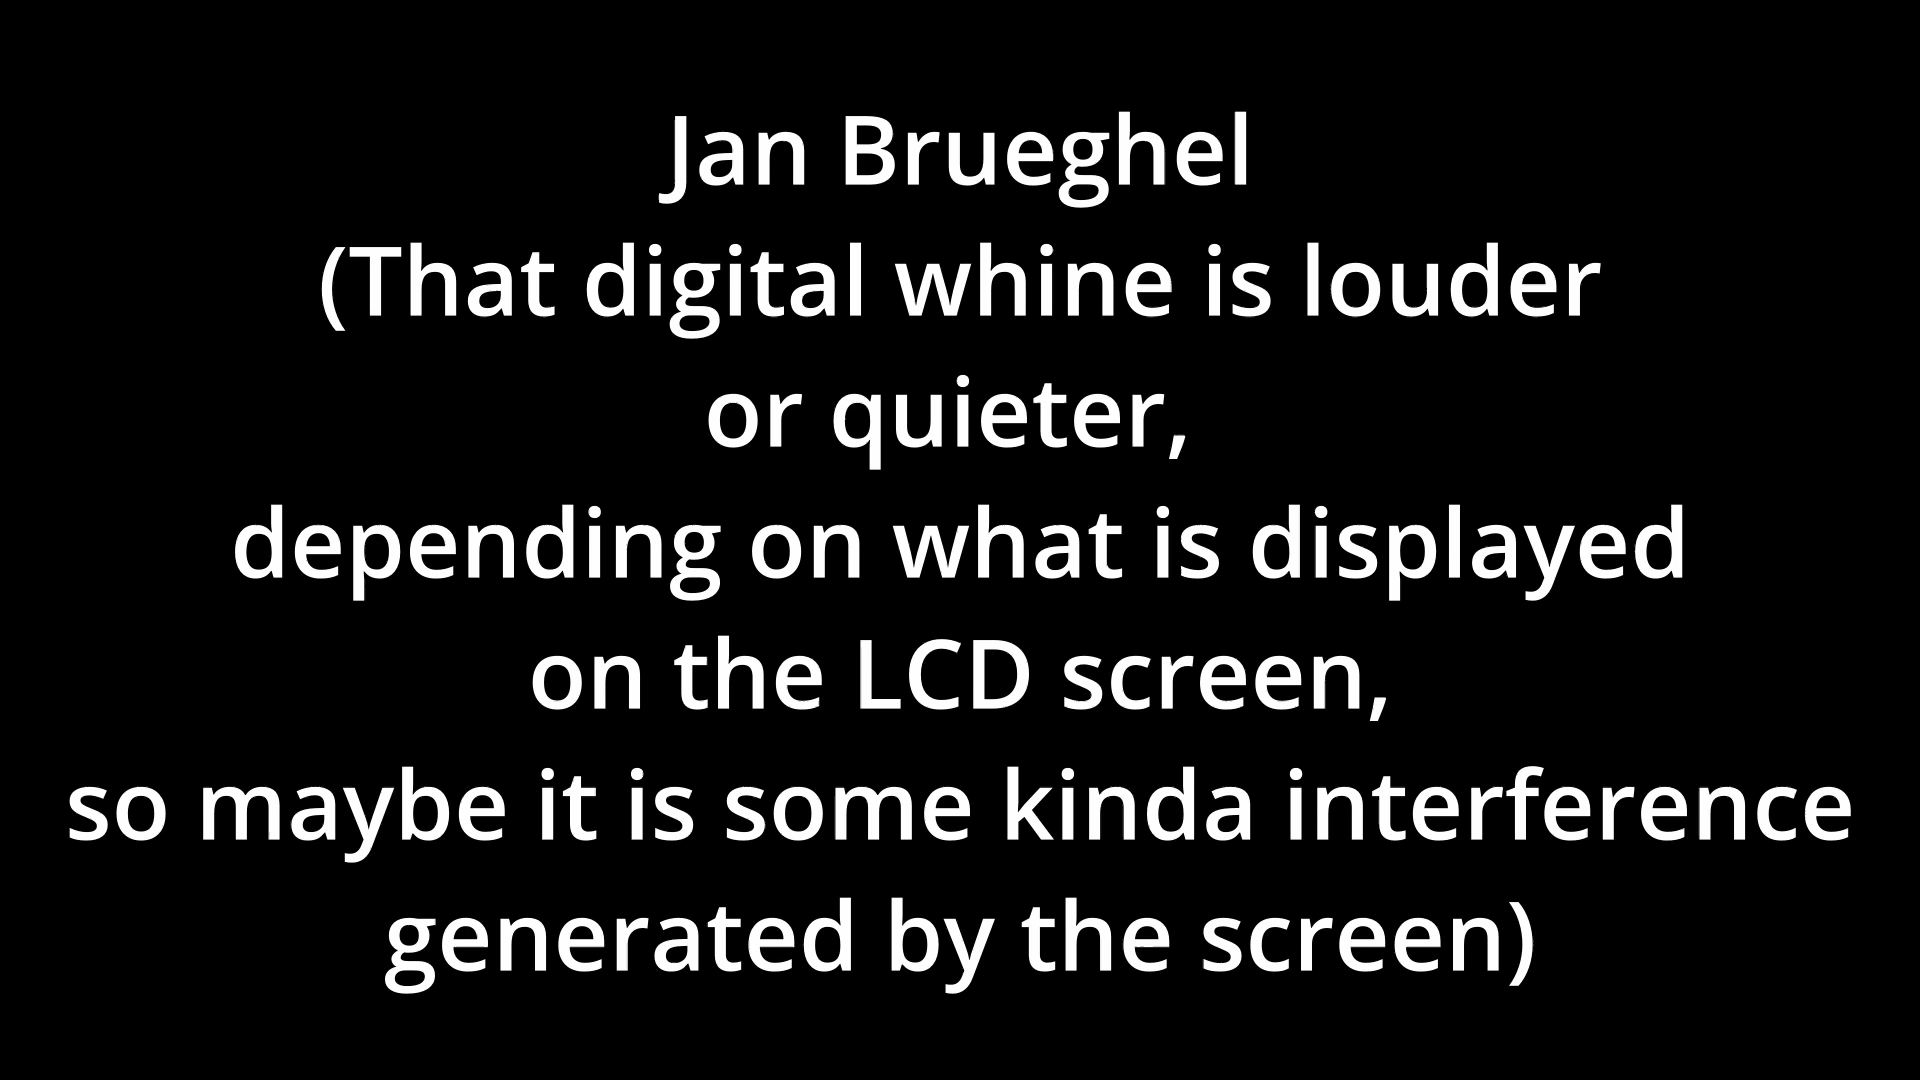 Jan Brueghel
(That digital whine is louder
or quieter,
depending on what is displayed
on the LCD screen,
so maybe it is some kinda interference
generated by the screen)